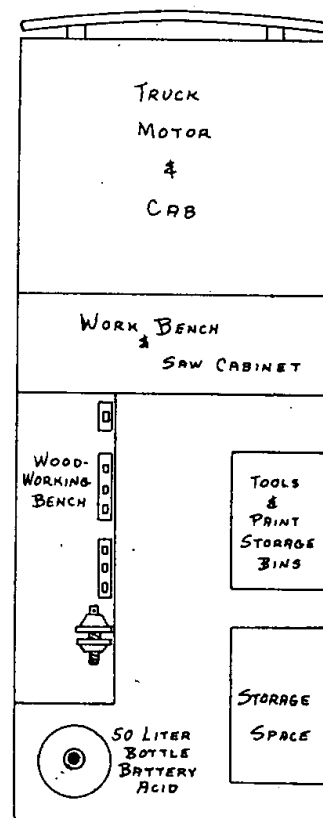 TRUCK
MOTOR
&
CAB
WORK BENCH
&
SAW CABINET
WOOD-
WORKING
BENCH
TOOLS
&
PAINT
STORAGE
BINS
STORAGE
SPACE
50 LITER
BOTTLE
BATTERY
ACID